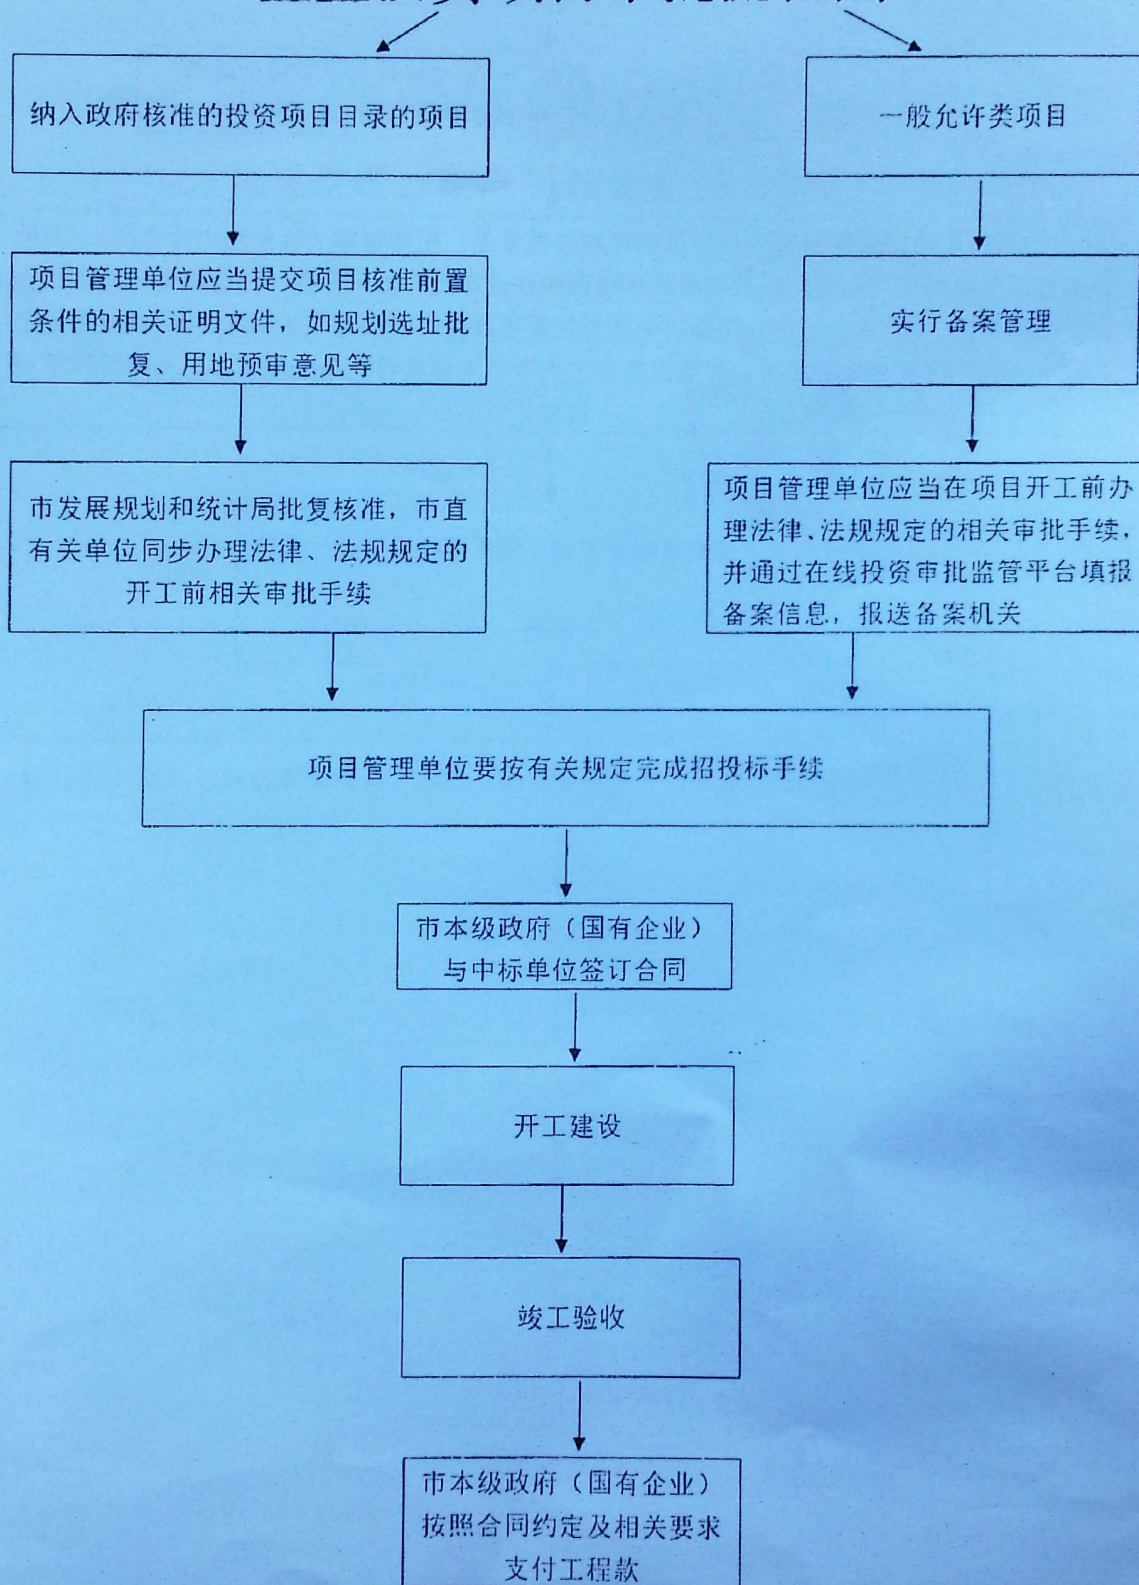 纳入政府核准的投资项目目录的项目
一般允许类项目
项目管理单位应当提交项目核准前置
条件的相关证明文件，如规划选址批
复、用地预审意见等
实行备案管理
市发展规划和统计局批复核准，市直
有关单位同步办理法律、法规规定的
开工前相关审批手续
项目管理单位应当在项目开工前办
理法律、法规规定的相关审批手续，
并通过在线投资审批监管平台填报
备案信息，报送备案机关
项目管理单位要按有关规定完成招投标手续
市本级政府（国有企业）
与中标单位签订合同
开工建设
竣工验收
市本级政府（国有企业）
按照合同约定及相关要求
支付工程款